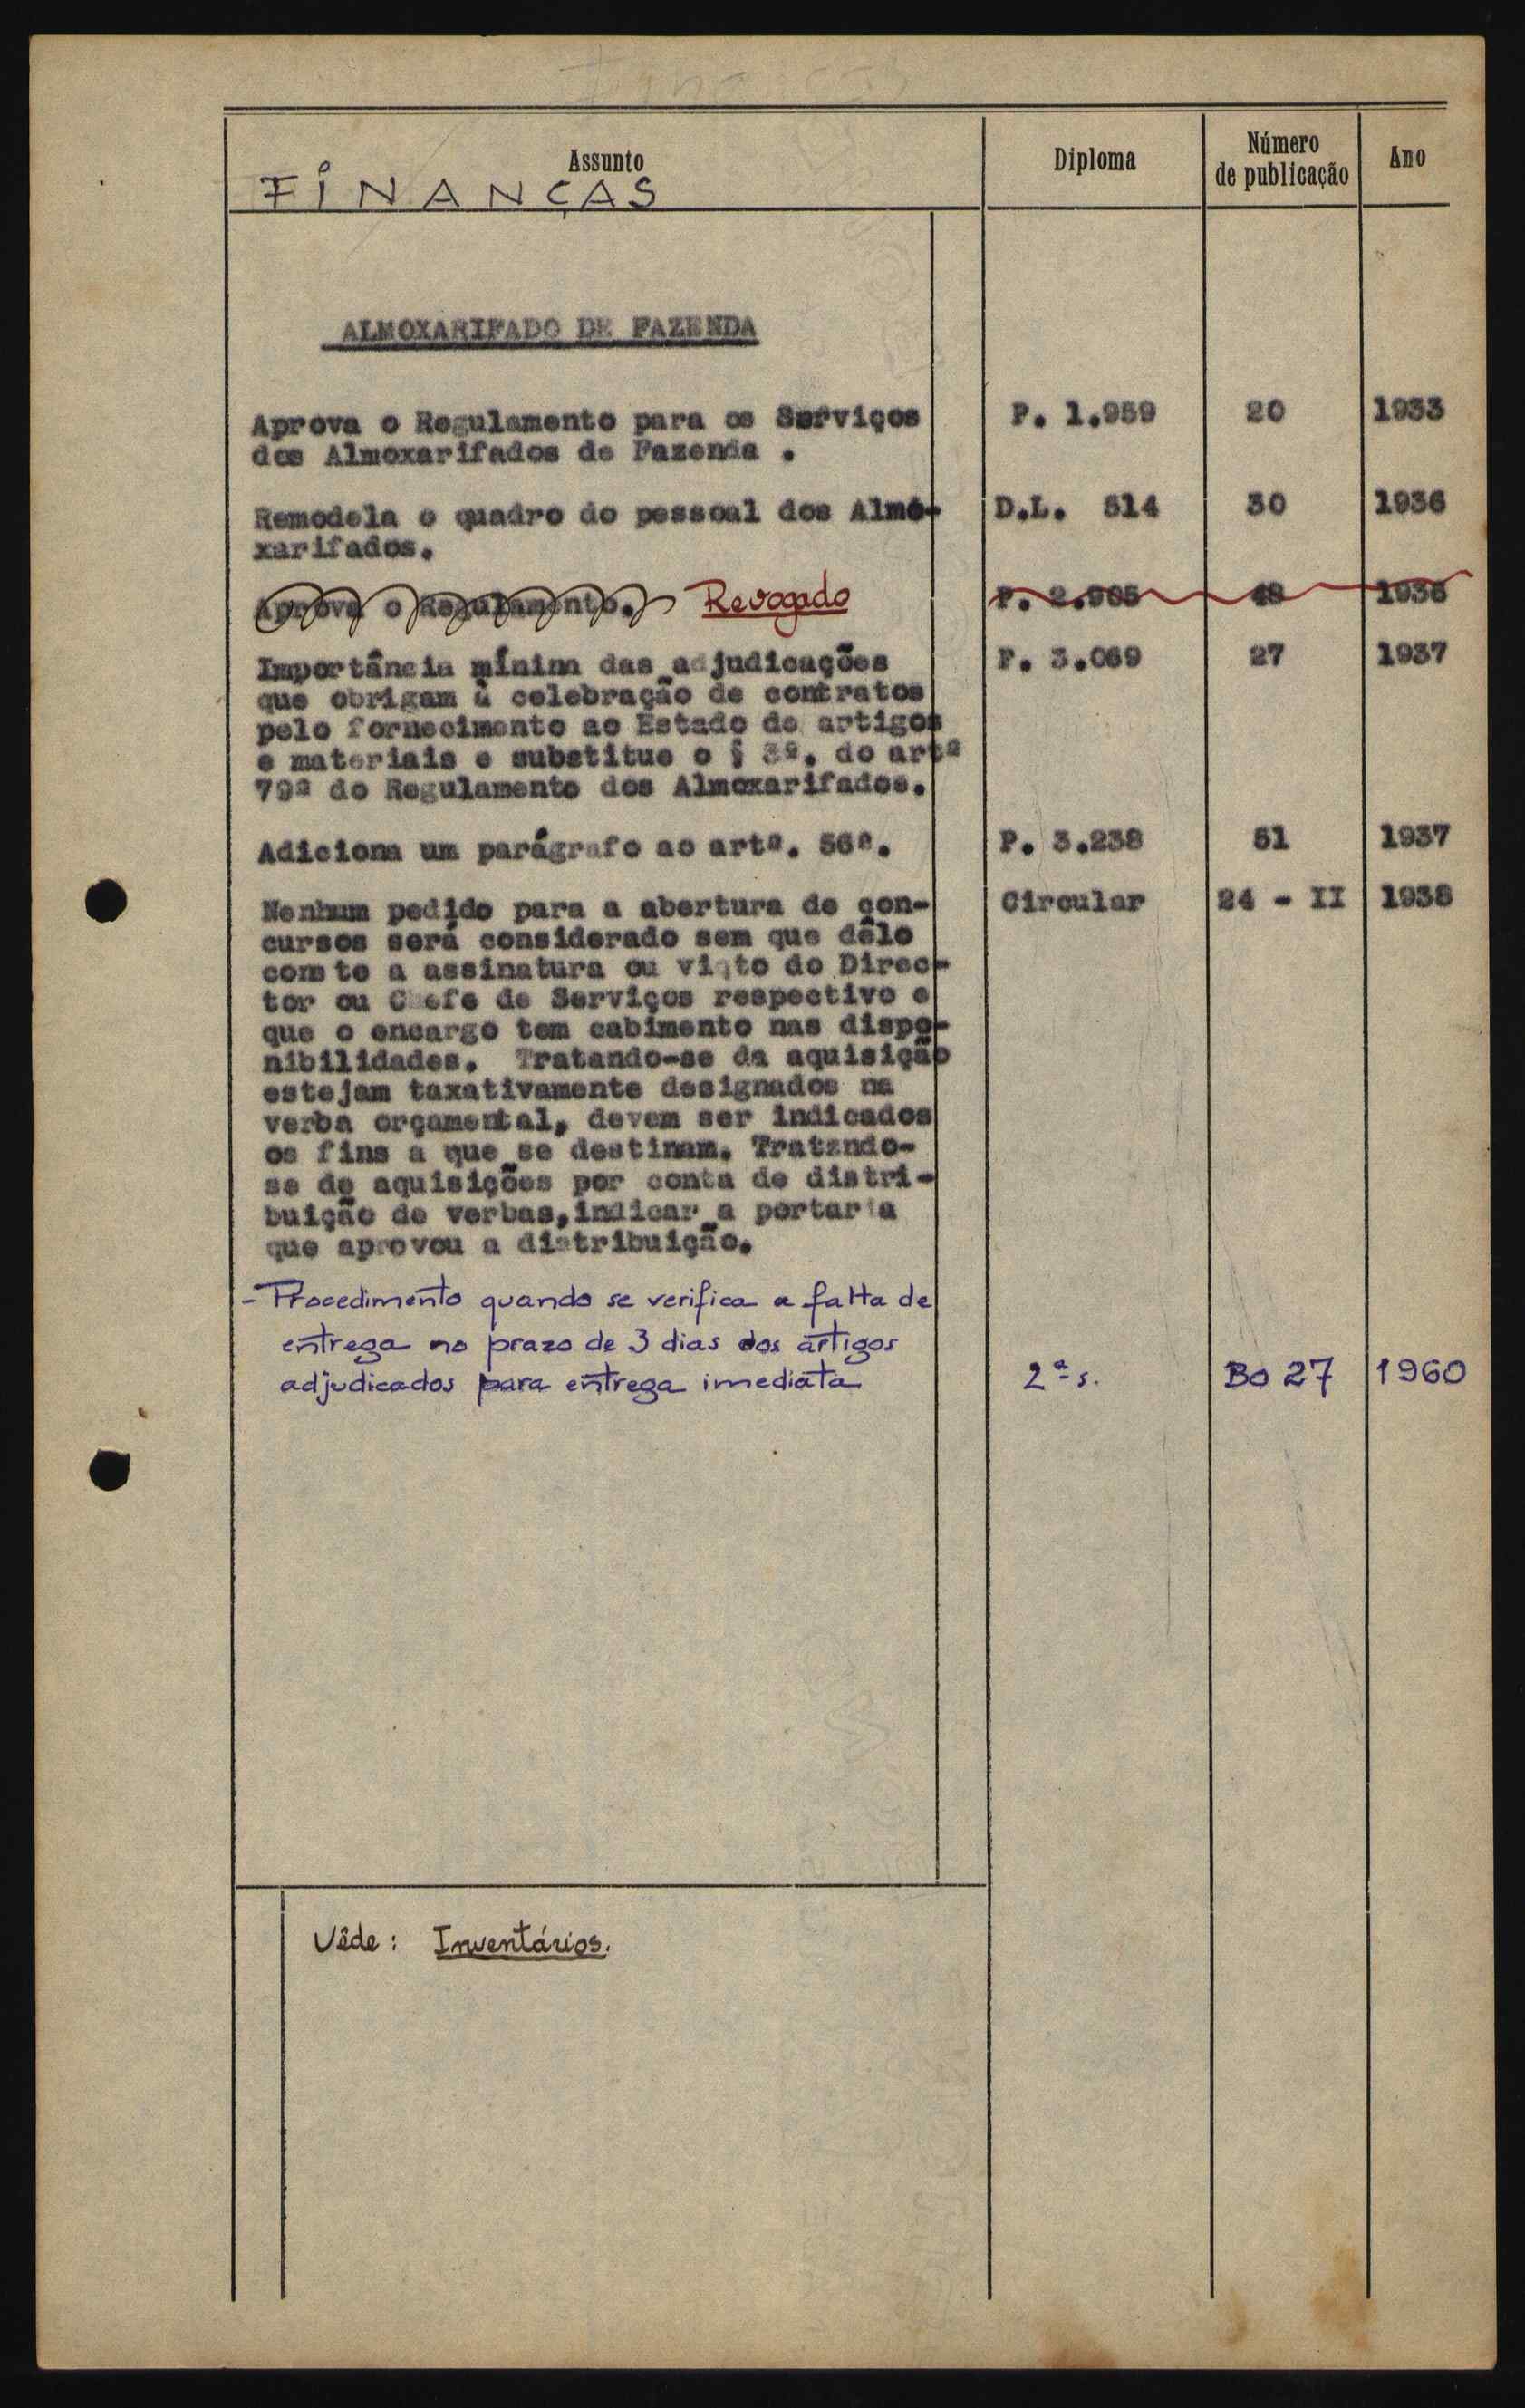 Assunto
Diploma
Número
de publicação
Ano
FINANÇAS
ALMOXARIFADO DE FAZENDA
Aprova o Regulamento para os Serviços P. 1.959 20 1933
dos Almoxarifados de Fazenda .
Remodela o quadro do pessoal dos Almo- D.L. 514 30 1936
xarifados.
Aprova o Regulamento. Revogado P. 2.905 48 1936
Importância mínima das adjudicações P. 3.069 27 1937
que obrigam à celebração de contratos
pelo fornecimento ao Estado de artigos
e materiais e substitue o § 3º. do artº
79º do Regulamento dos Almoxarifados.
Adiciona um parágrafo ao artº. 56º. P. 3.238 51 1937
Nenhum pedido para a abertura de con- Circular 24 - II 1938
cursos será considerado sem que dêle
conste a assinatura ou visto do Direc-
tor ou Chefe de Serviços respectivo e
que o encargo tem cabimento nas dispo-
nibilidades. Tratando-se da aquisição
estejam taxativamente designados na
verba orçamental, devem ser indicados
os fins a que se destinam. Tratando-
se de aquisições por conta de distri-
buição de verbas,indicar a portaria
que aprovou a distribuição.
- Procedimento quando se verifica a falta de
entrega no prazo de 3 dias dos artigos
adjudicados para entrega imediata 2ª s. BO 27 1960
Vêde : Inventários.